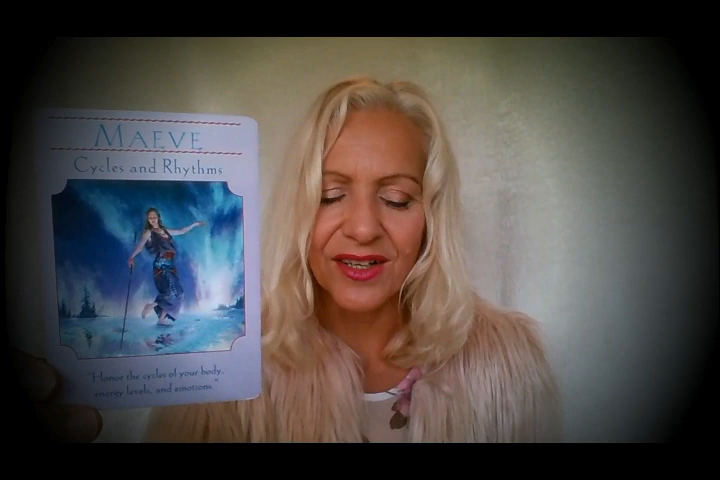 MAEVE
Cycles and Rhythms
"Honor the cycles of your body,
energy levels, and emotions."